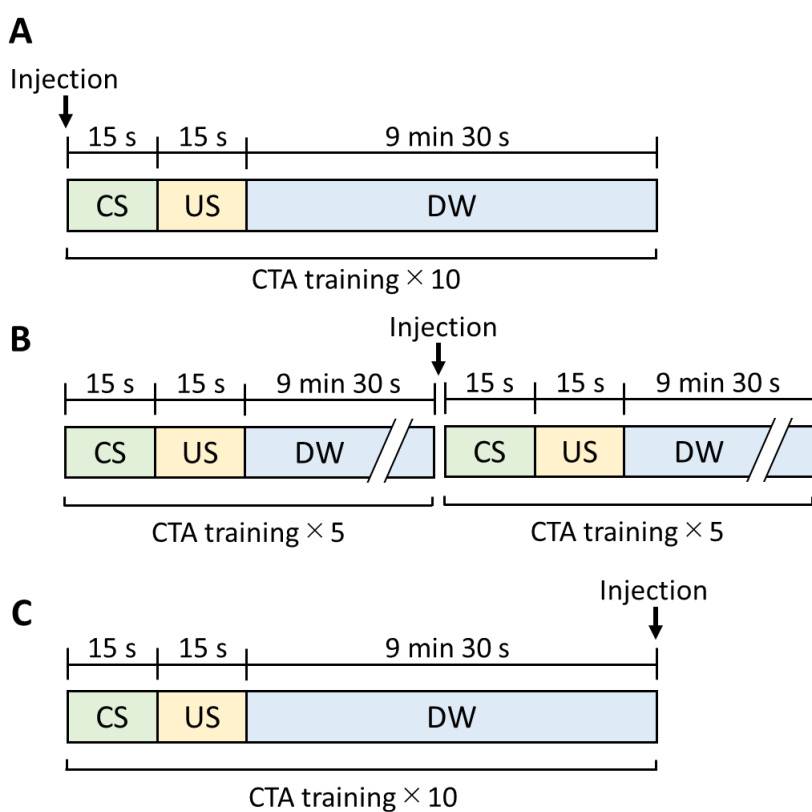 A
Injection
15 s 15 s 9 min 30 s
CS US DW
CTA training × 10
Injection
B
15 s 15 s 9 min 30 s 15 s 15 s 9 min 30 s
CS US DW CS US DW
CTA training × 5 CTA training × 5
Injection
C
15 s 15 s 9 min 30 s
CS US DW
CTA training × 10